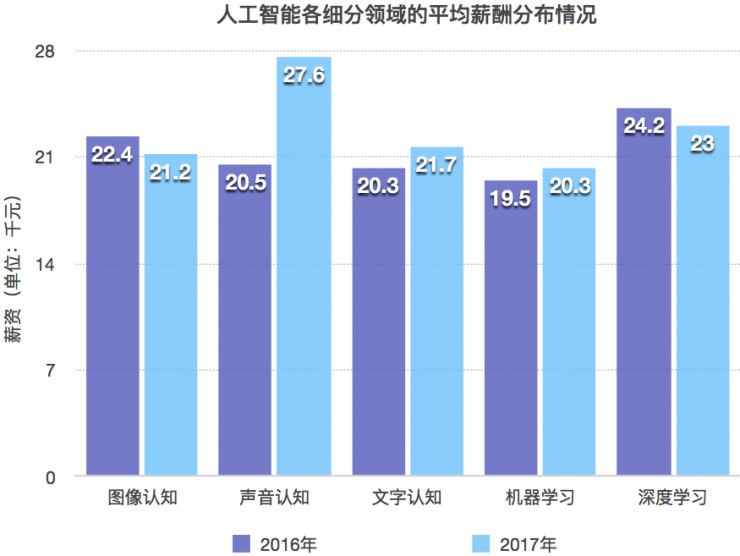 人工智能各细分领域的平均薪酬分布情况
薪资（单位：千元）
28
21
14
7
0
22.4
21.2
20.5
27.6
20.3
21.7
19.5
20.3
24.2
23
图像认知
声音认知
文字认知
机器学习
深度学习
2016年
2017年